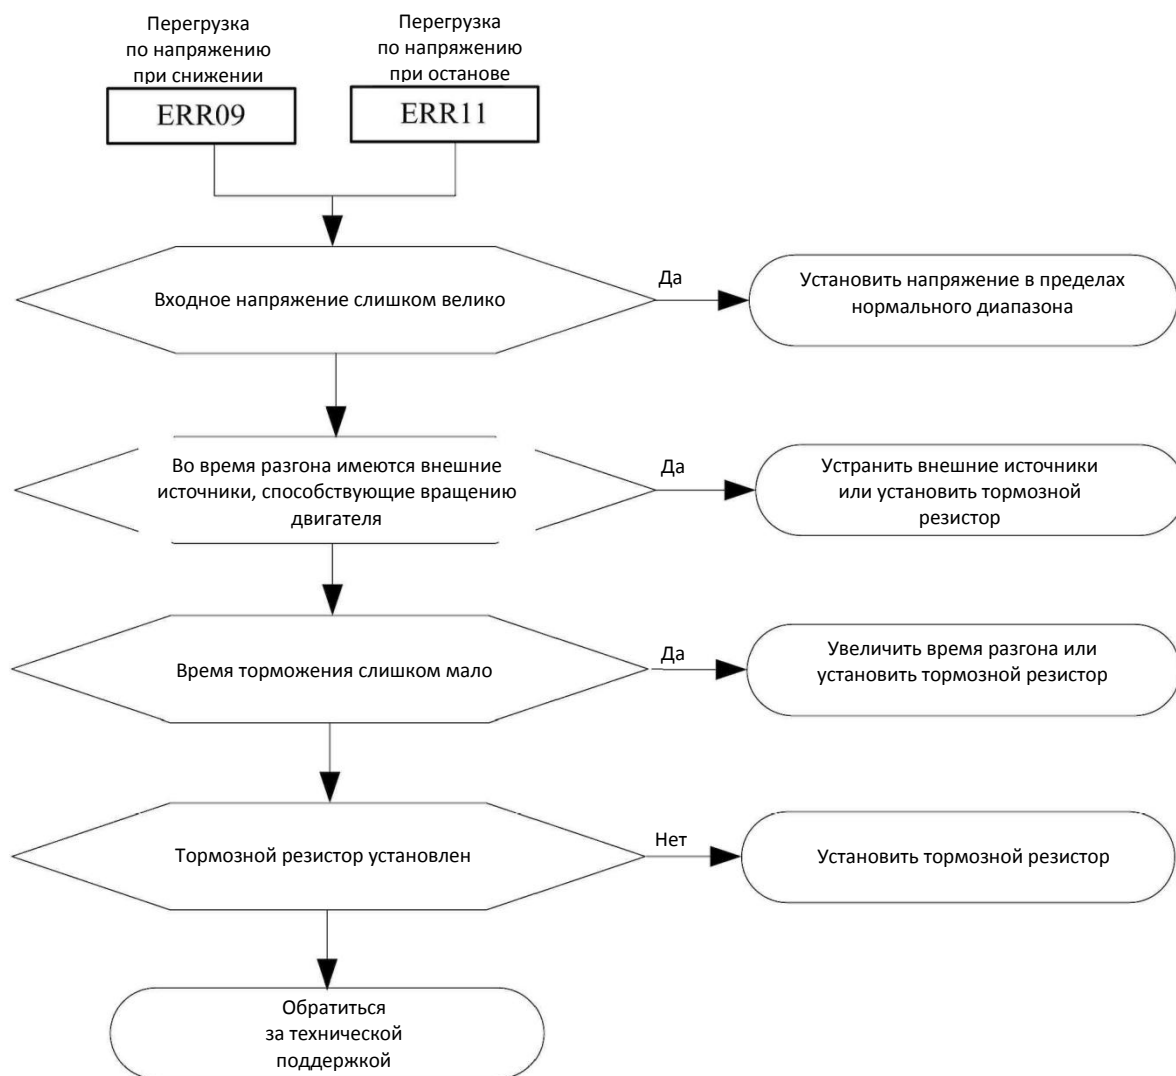 Перегрузка
по напряжению
при снижении
ERR09
Перегрузка
по напряжению
при останове
ERR11
Входное напряжение слишком велико
Да
Установить напряжение в пределах
нормального диапазона
Во время разгона имеются внешние
источники, способствующие вращению
двигателя
Да
Устранить внешние источники
или установить тормозной
резистор
Время торможения слишком мало
Да
Увеличить время разгона или
установить тормозной резистор
Тормозной резистор установлен
Нет
Установить тормозной резистор
Обратиться
за технической
поддержкой